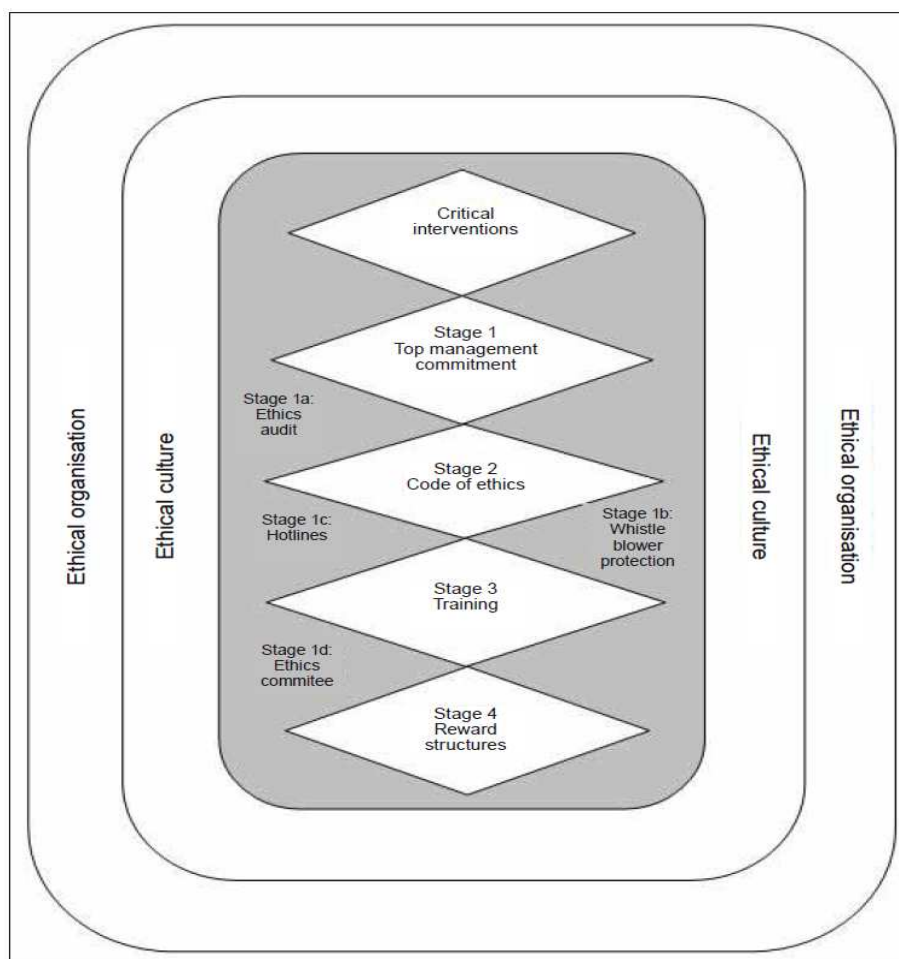 Critical
interventions
Stage 1
Top management
commitment
Stage 1a:
Ethics
audit
Stage 2
Code of ethics
Stage 1c:
Hotlines
Stage 1b:
Whistle
blower
protection
Stage 3
Training
Stage 1d:
Ethics
commitee
Stage 4
Reward
structures
Ethical organisation
Ethical culture
Ethical culture
Ethical organisation